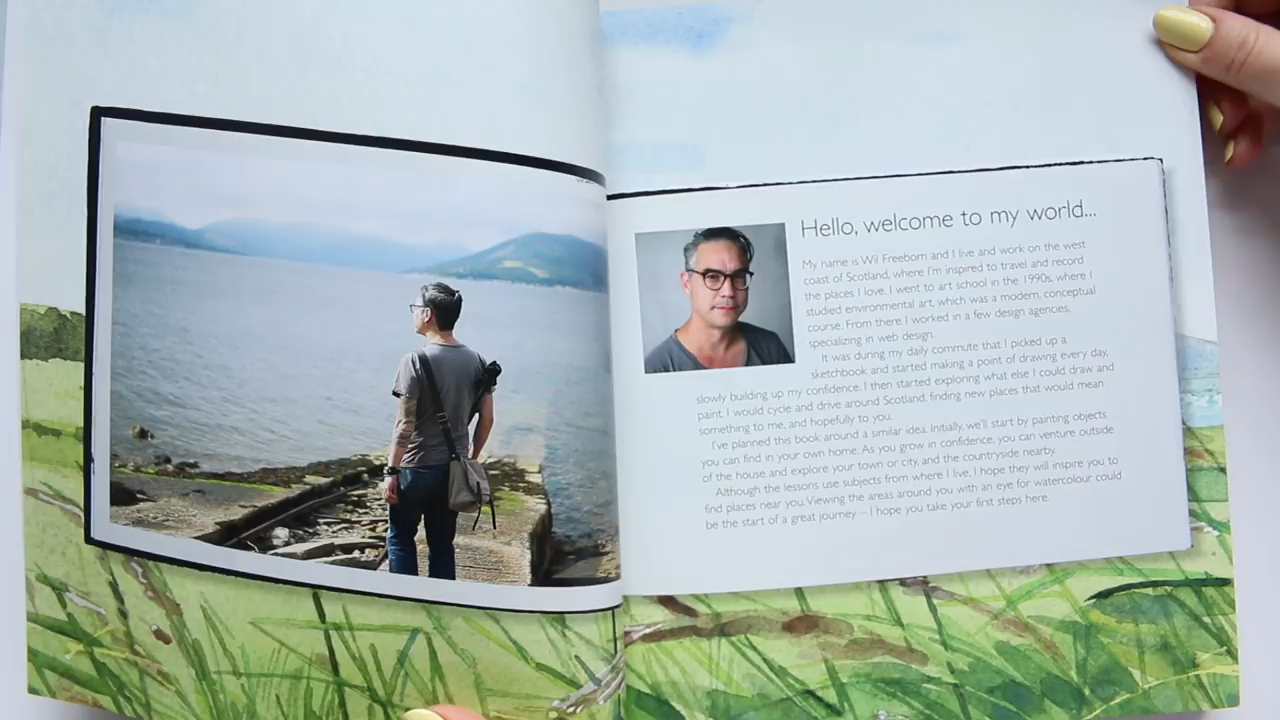 Hello, welcome to my world...
My name is Wil Freeborn and I live and work on the west
coast of Scotland, where I'm inspired to travel and record
the places I love. I went to art school in the 1990s, where I
studied environmental art, which was a modern, conceptual
course. From there I worked in a few design agencies,
specializing in web design.
It was during my daily commute that I picked up a
sketchbook and started making a point of drawing every day,
slowly building up my confidence. I then started exploring what else I could draw and
paint. I would cycle and drive around Scotland, finding new places that would mean
something to me, and hopefully to you.
I've planned this book around a similar idea. Initially, we'll start by painting objects
you can find in your own home. As you grow in confidence, you can venture outside
of the house and explore your town or city, and the countryside nearby.
Although the lessons use subjects from where I live, I hope they will inspire you to
find places near you. Viewing the areas around you with an eye for watercolour could
be the start of a great journey – I hope you take your first steps here.